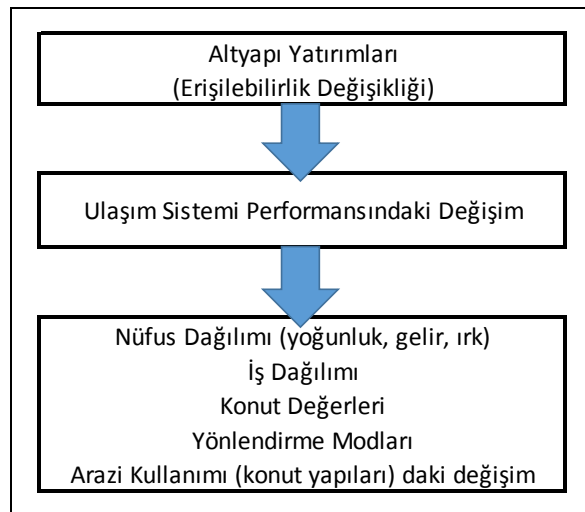 Altyapı Yatırımları
(Erişilebilirlik Değişikliği)
Ulaşım Sistemi Performansındaki Değişim
Nüfus Dağılımı (yoğunluk, gelir, ırk)
İş Dağılımı
Konut Değerleri
Yönlendirme Modları
Arazi Kullanımı (konut yapıları) daki değişim